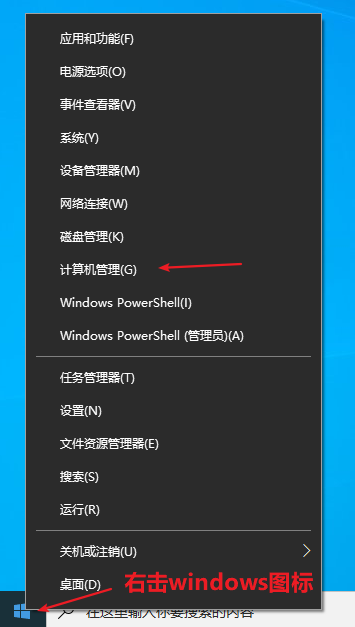 应用和功能(F)
电源选项(O)
事件查看器(V)
系统(Y)
设备管理器(M)
网络连接(W)
磁盘管理(K)
计算机管理(G)
Windows PowerShell(I)
Windows PowerShell (管理员)(A)
任务管理器(T)
设置(N)
文件资源管理器(E)
搜索(S)
运行(R)
关机或注销(U)
桌面(D)
右击windows图标
在这里输入你要搜索的内容